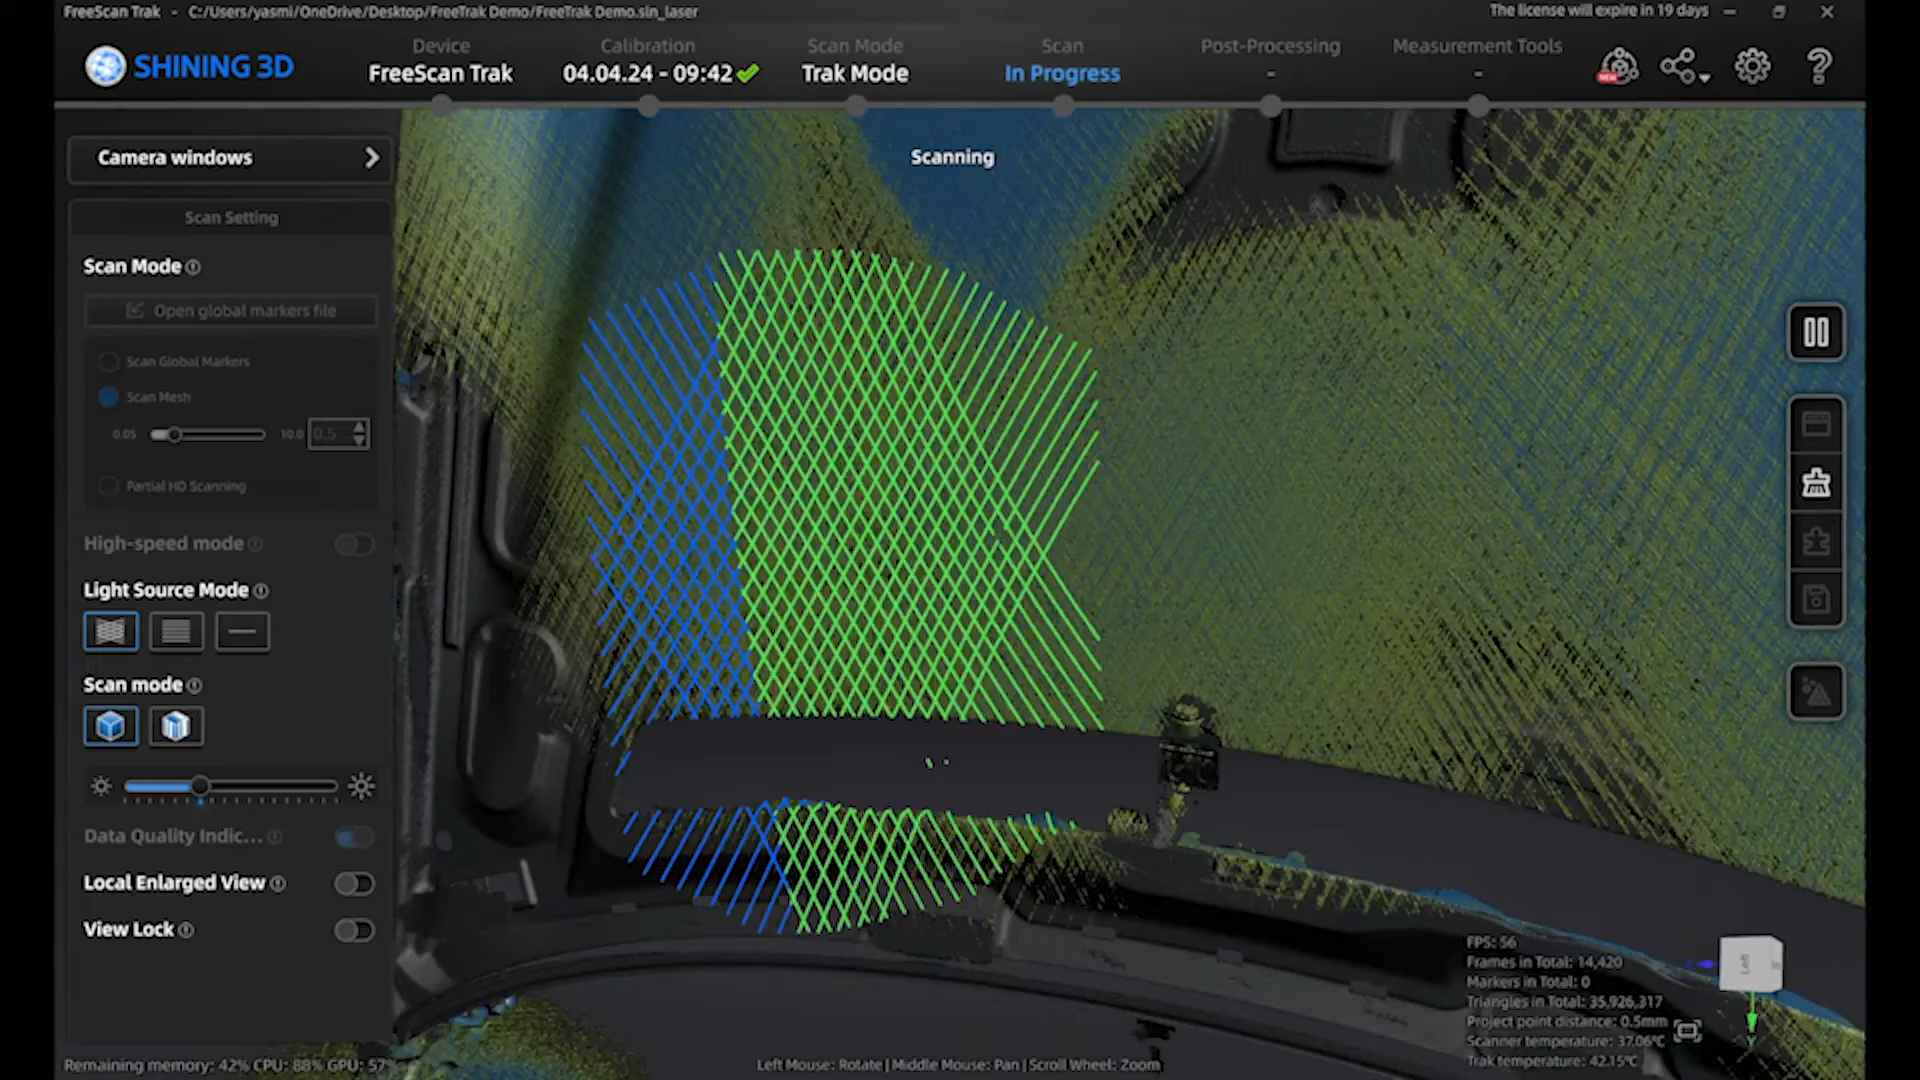 FreeScan Trak - C:/Users/yasmi/OneDrive/Desktop/FreeTrak Demo/FreeTrak Demo.sln_laser
The license will expire in 19 days
SHINING 3D
Device
FreeScan Trak
Calibration
04.04.24 - 09:42
Scan Mode
Trak Mode
Scan
In Progress
Post-Processing
-
Measurement Tools
-
NEW
Camera windows
Scanning
Scan Setting
Scan Mode
Open global markers file
Scan Global Markers
Scan Mesh
0.05
10.0
0.5
Partial HD Scanning
High-speed mode
Light Source Mode
Scan mode
Data Quality Indic...
Local Enlarged View
View Lock
FPS: 56
Frames in Total: 14,420
Markers in Total: 0
Triangles in Total: 35,926,317
Project point distance: 0.5mm
Scanner temperature: 37.06℃
Trak temperature: 42.15℃
Left
Y
Remaining memory: 42% CPU: 88% GPU: 57%
Left Mouse: Rotate | Middle Mouse: Pan | Scroll Wheel: Zoom